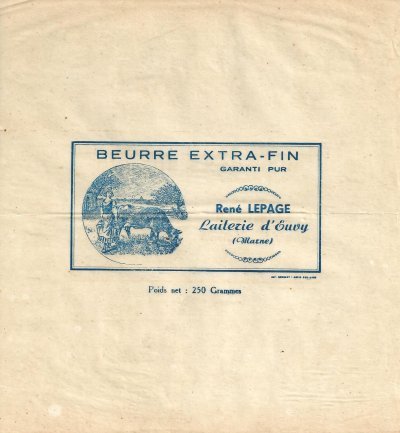 BEURRE EXTRA-FIN
GARANTI PUR
René LEPAGE
Laiterie d'Euvy
(Marne)
Poids net : 250 Grammes